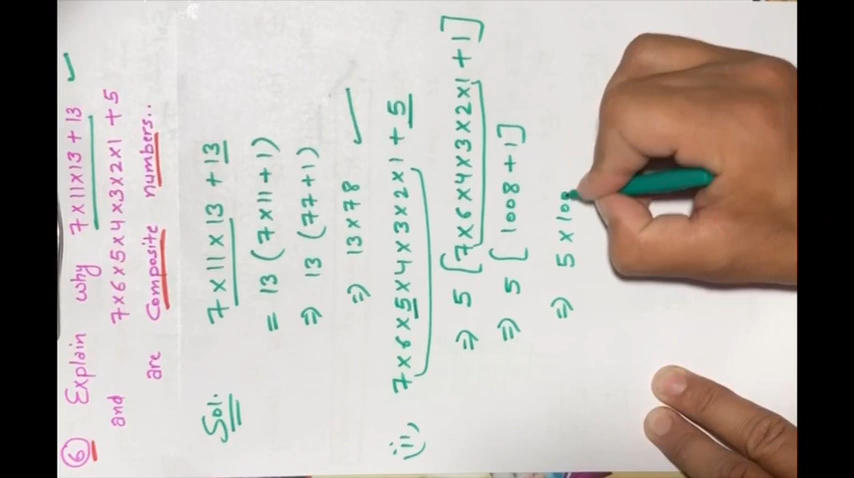 ⑥ Explain why 7×11×13+13
and 7×6×5×4×3×2×1+5
are Composite numbers..
Sol. 7×11×13+13
= 13(7×11+1)
⇒ 13(77+1)
⇒ 13×78
(ii), 7×6×5×4×3×2×1+5
⇒ 5[7×6×4×3×2×1+1]
⇒ 5[1008+1]
⇒ 5×100